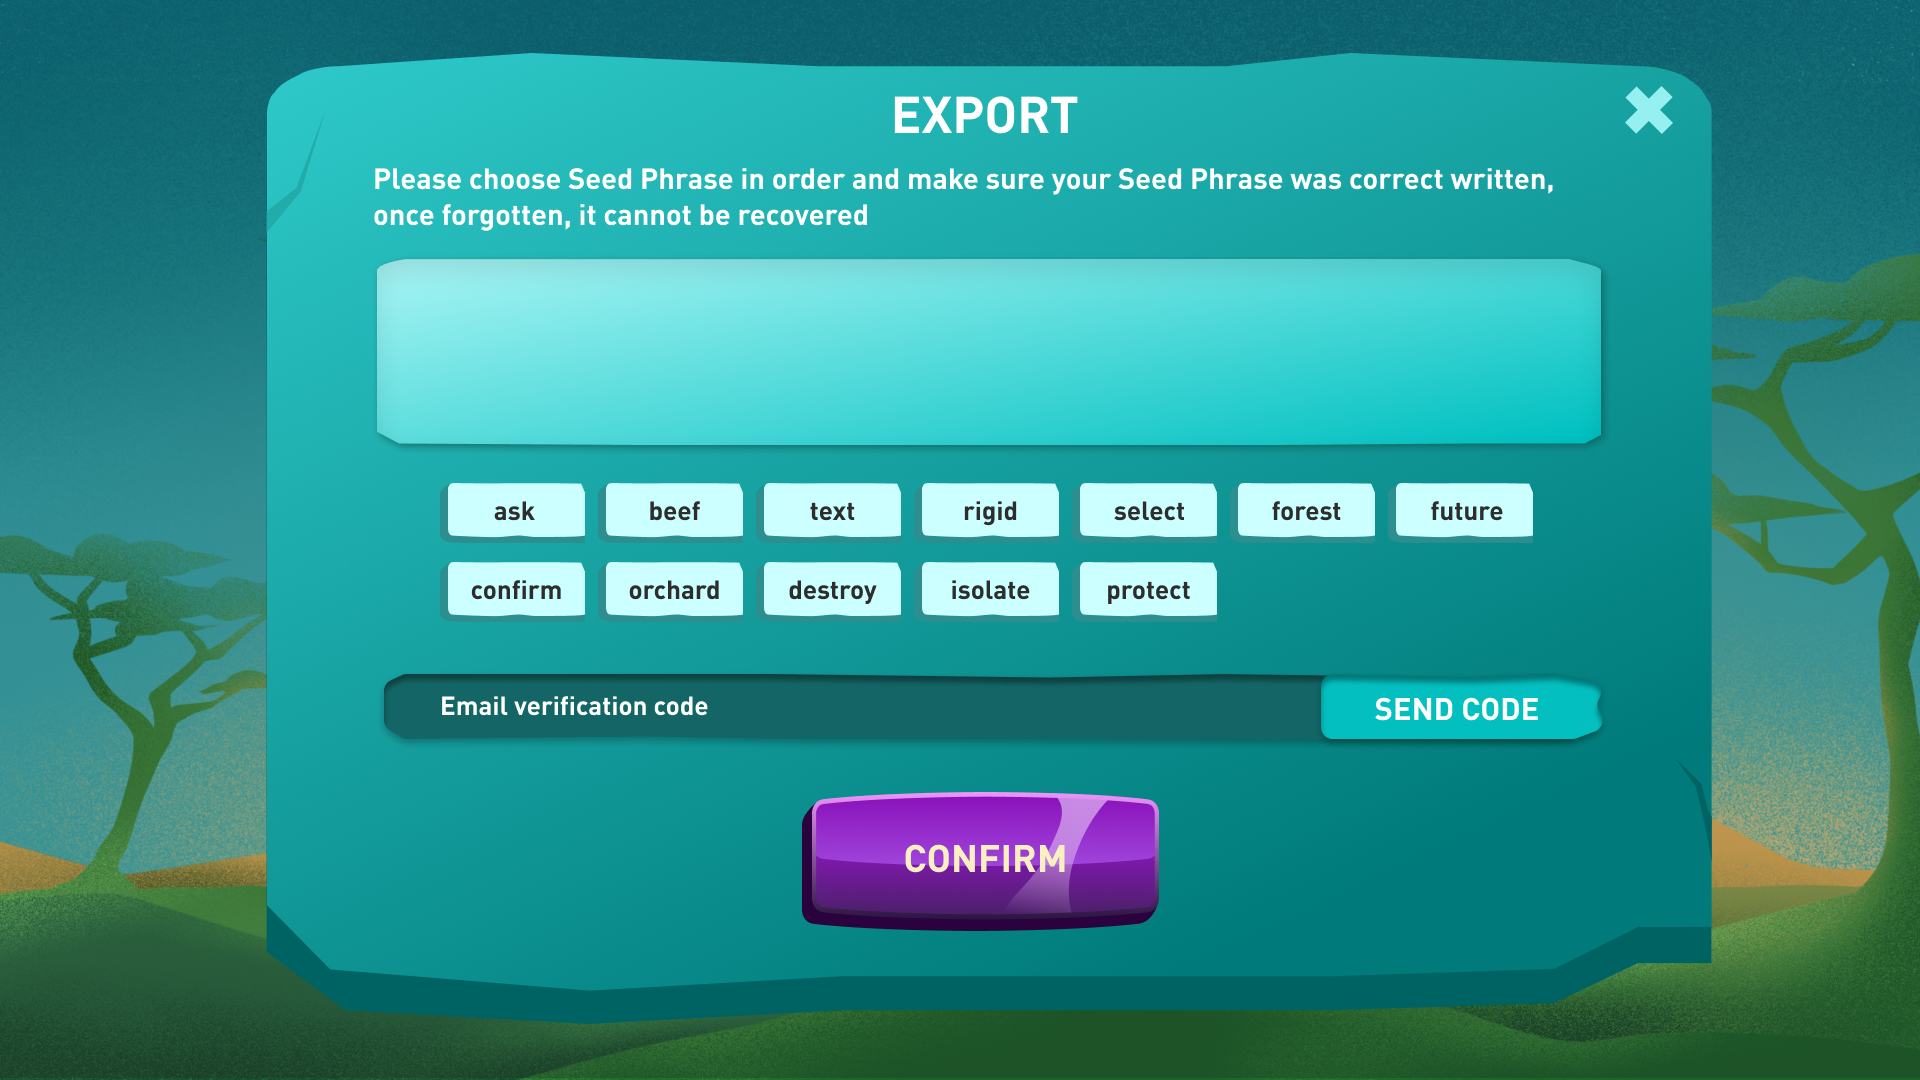 EXPORT
Please choose Seed Phrase in order and make sure your Seed Phrase was correct written,
once forgotten, it cannot be recovered
ask beef text rigid select forest future
confirm orchard destroy isolate protect
Email verification code SEND CODE
CONFIRM